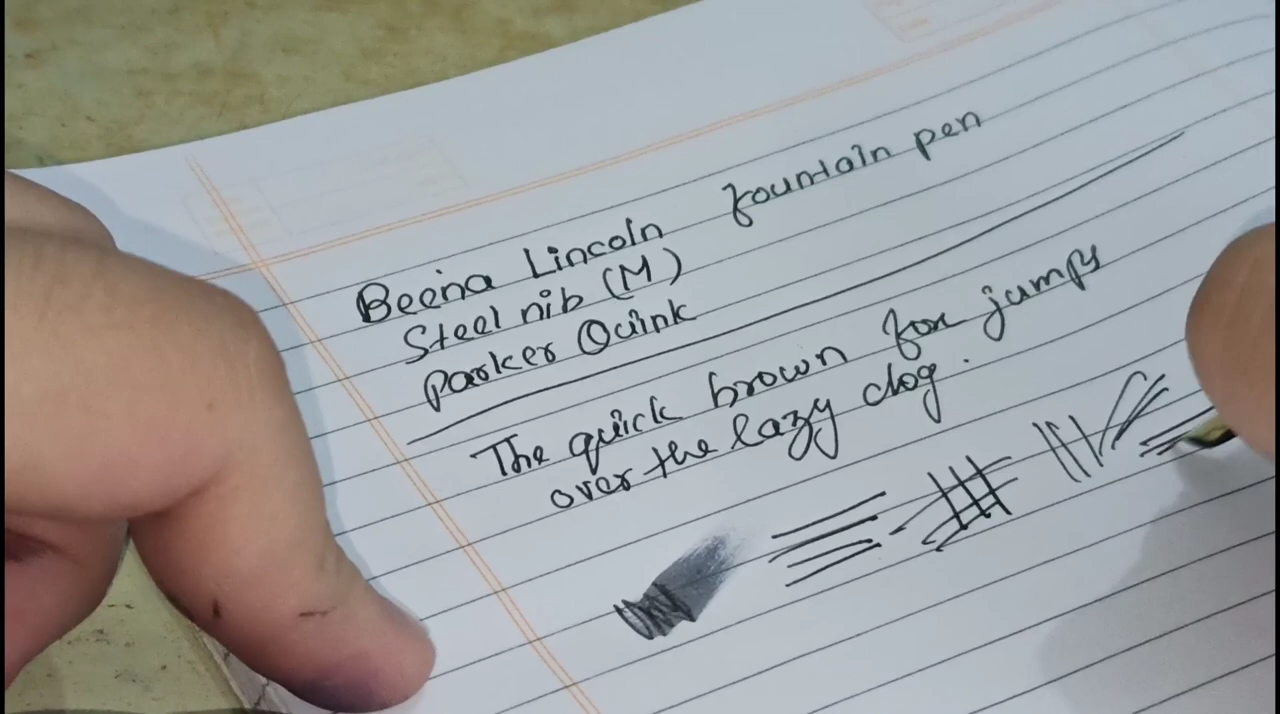 Beena Lincoln fountain pen
Steel nib (M)
Parker Quink
The quick brown fox jumps
over the lazy dog.